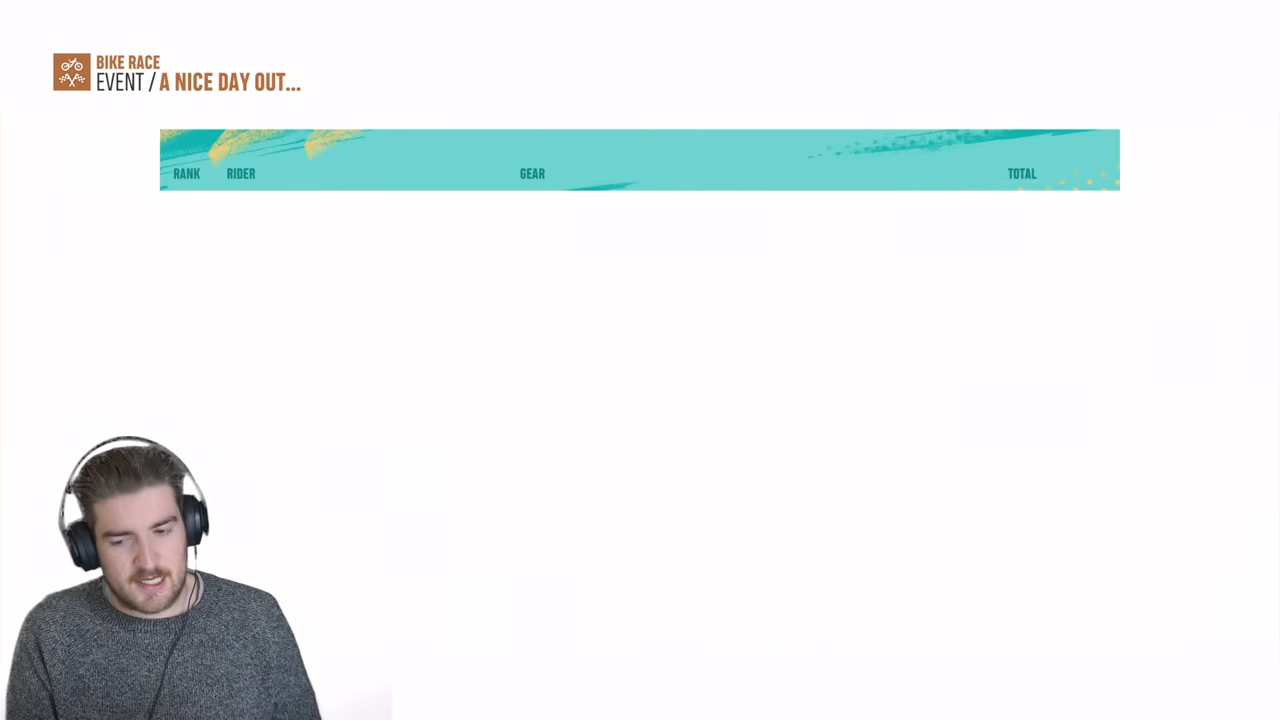 BIKE RACE
EVENT / A NICE DAY OUT...
RANK RIDER GEAR TOTAL